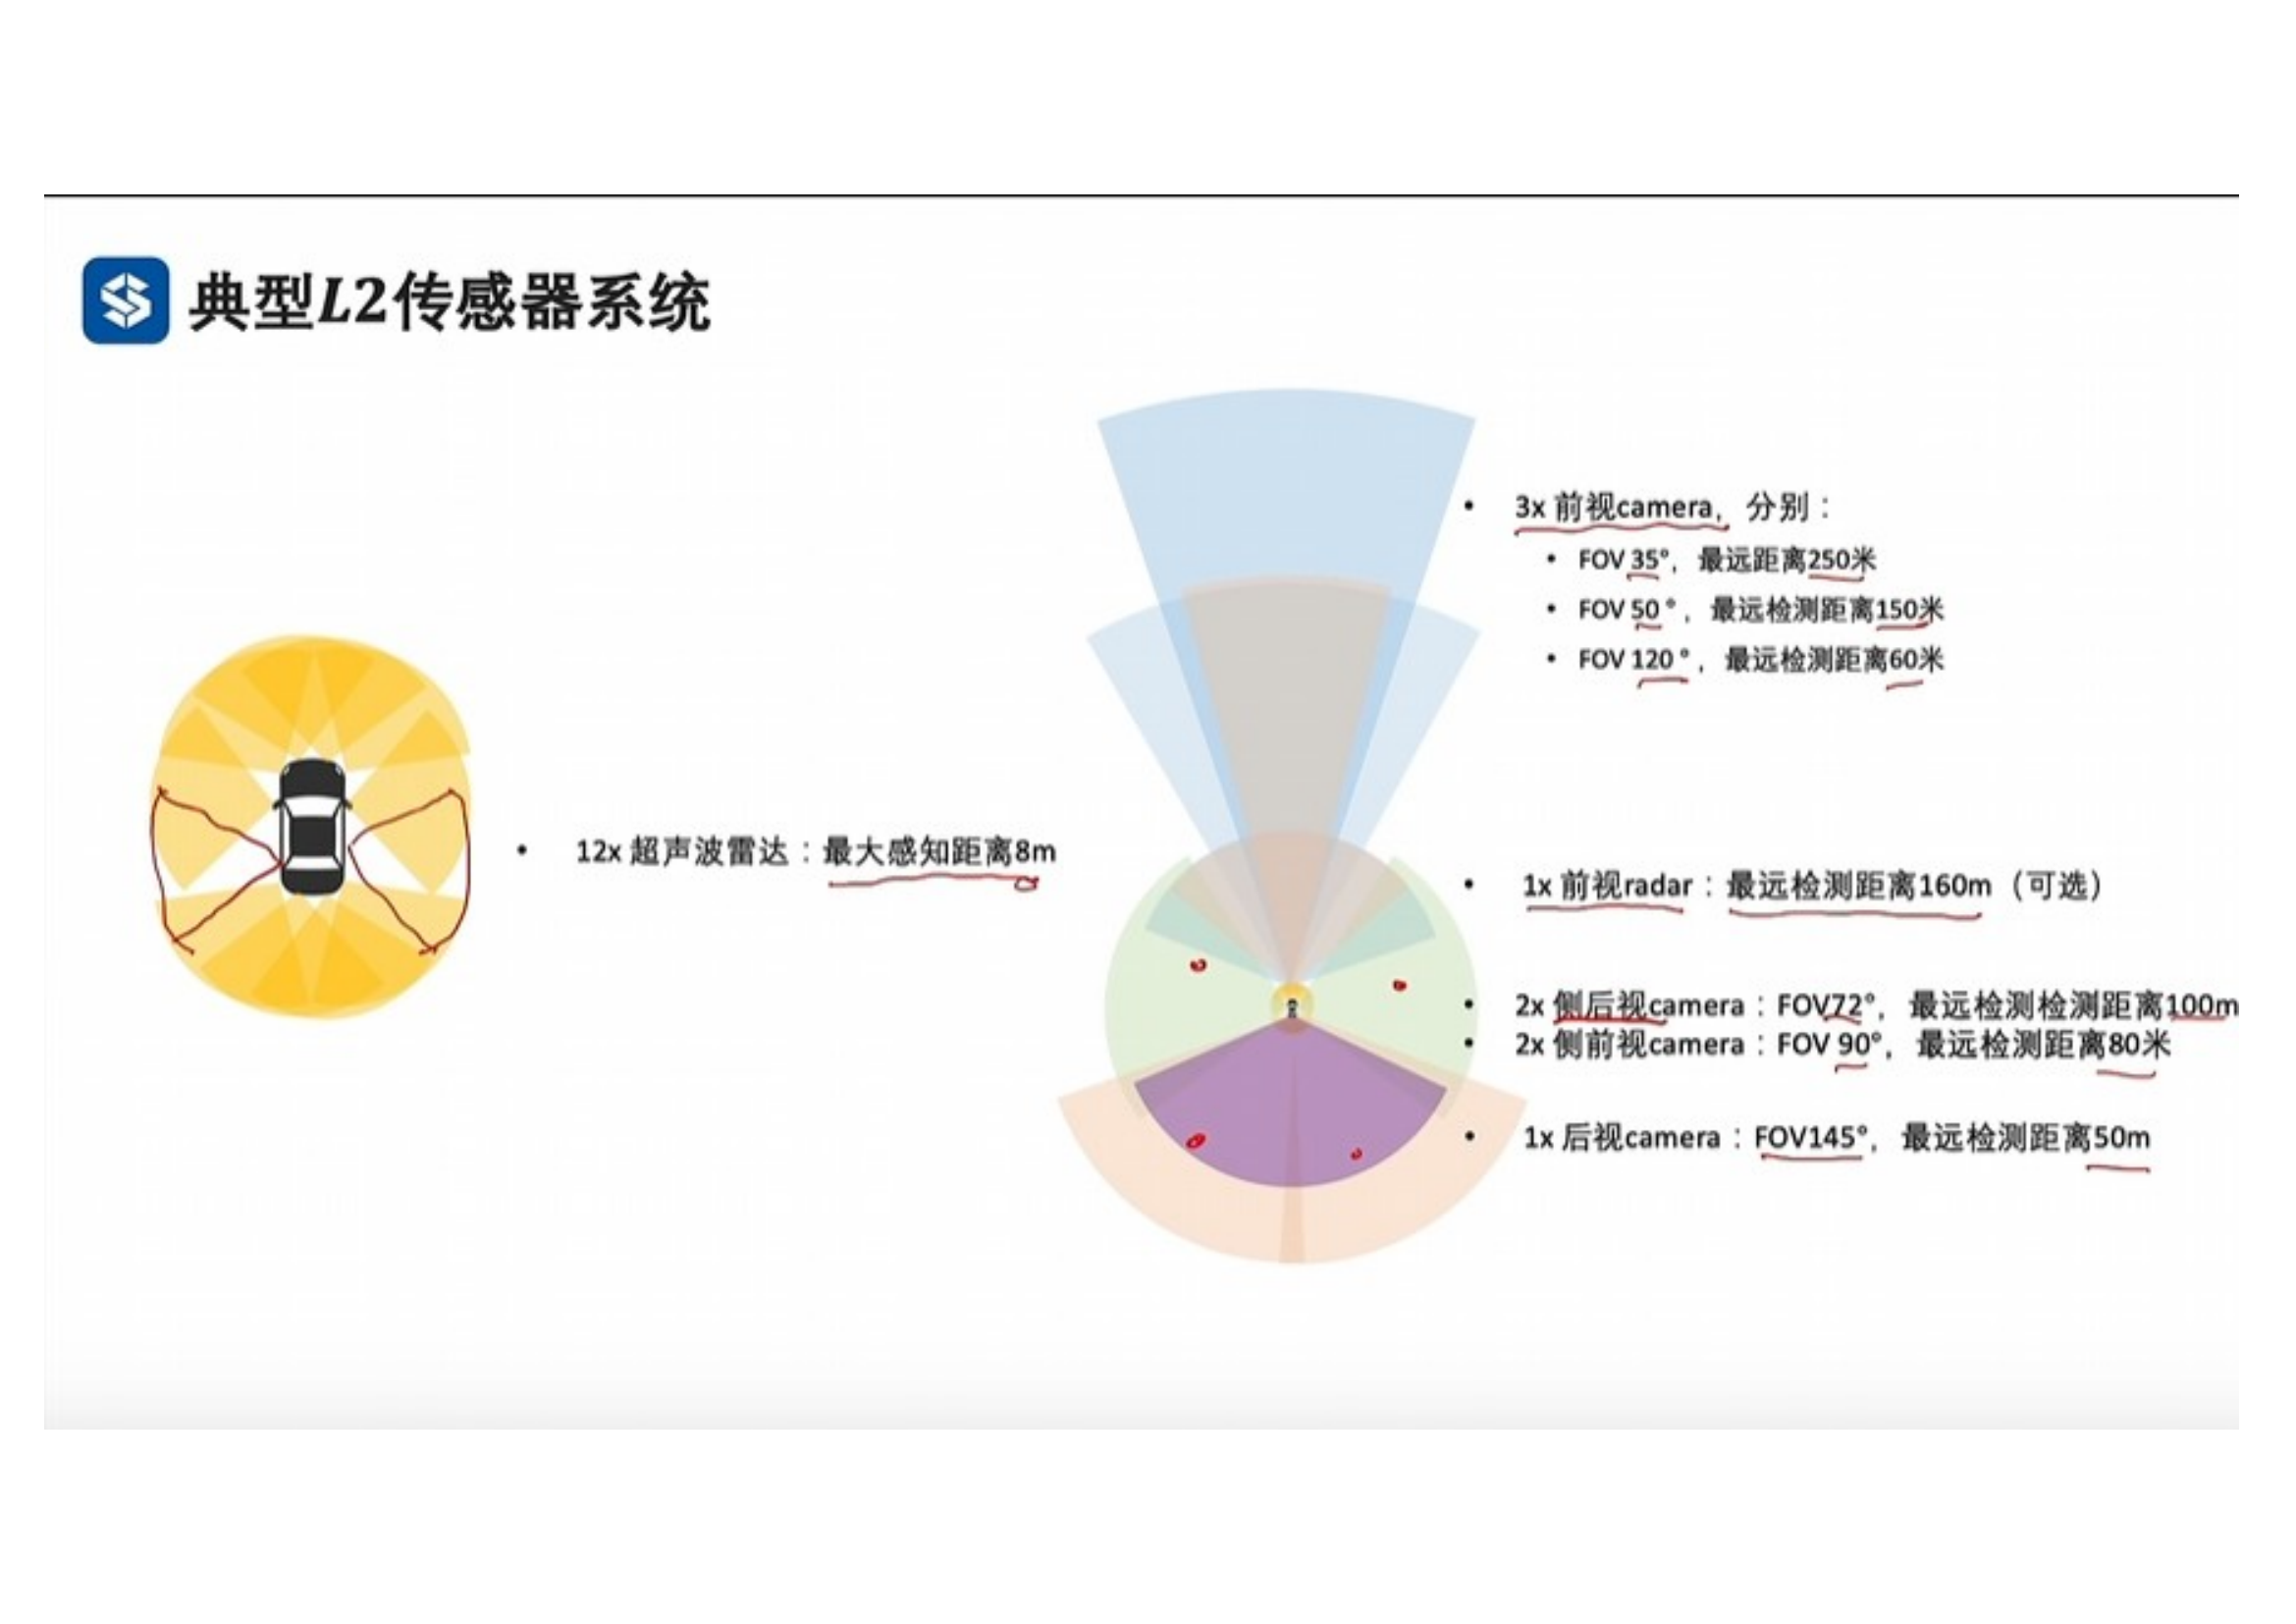 典型L2传感器系统
3x 前视camera，分别：
FOV 35°，最远距离250米
FOV 50 °，最远检测距离150米
FOV 120 °，最远检测距离60米
12x 超声波雷达：最大感知距离8m
1x 前视radar：最远检测距离160m（可选）
2x 侧后视camera：FOV72°，最远检测检测距离100m
2x 侧前视camera：FOV 90°，最远检测距离80米
1x 后视camera：FOV145°，最远检测距离50m